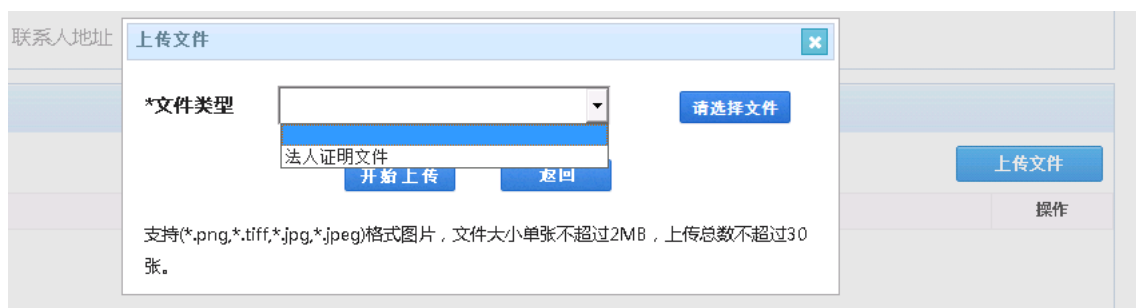 联系人地址
上传文件
*文件类型
请选择文件
法人证明文件
开始上传
返回
上传文件
操作
支持(*.png,*.tiff,*.jpg,*.jpeg)格式图片，文件大小单张不超过2MB，上传总数不超过30
张。